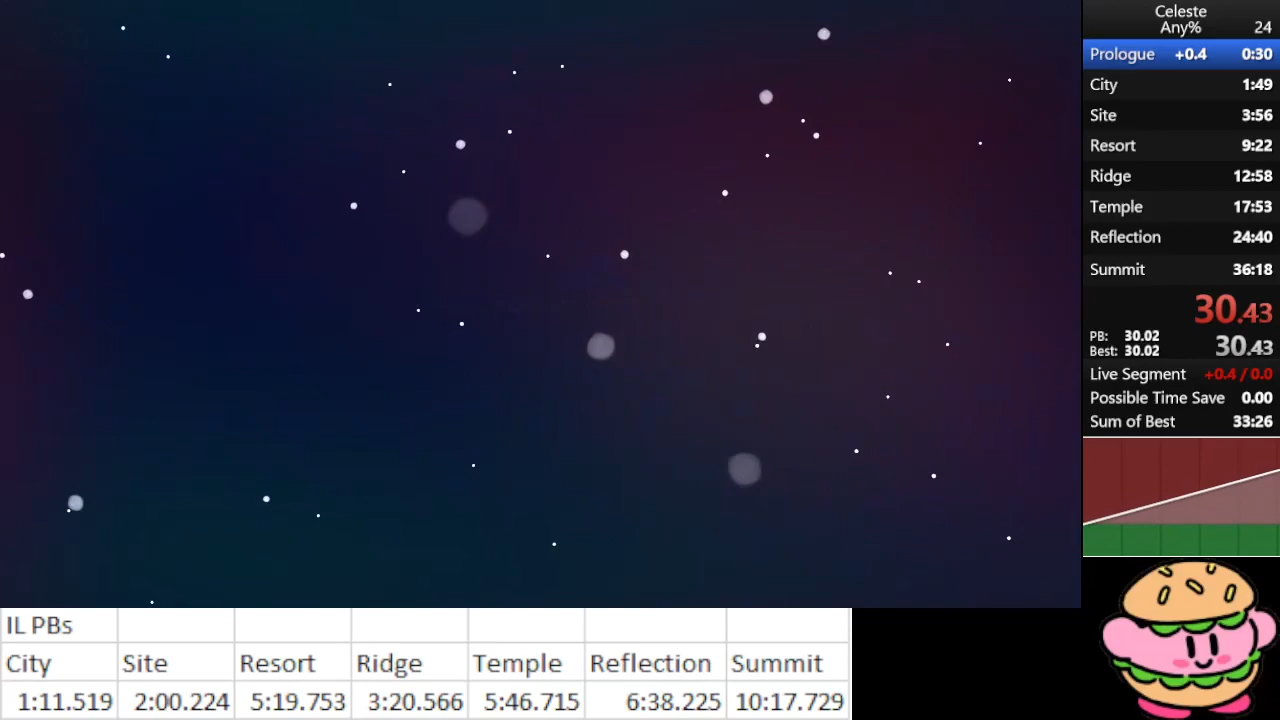 Celeste
Any% 24
Prologue +0.4 0:30
City 1:49
Site 3:56
Resort 9:22
Ridge 12:58
Temple 17:53
Reflection 24:40
Summit 36:18
30.43
PB: 30.02
Best: 30.02 30.43
Live Segment +0.4 / 0.0
Possible Time Save 0.00
Sum of Best 33:26
IL PBs
City Site Resort Ridge Temple Reflection Summit
1:11.519 2:00.224 5:19.753 3:20.566 5:46.715 6:38.225 10:17.729